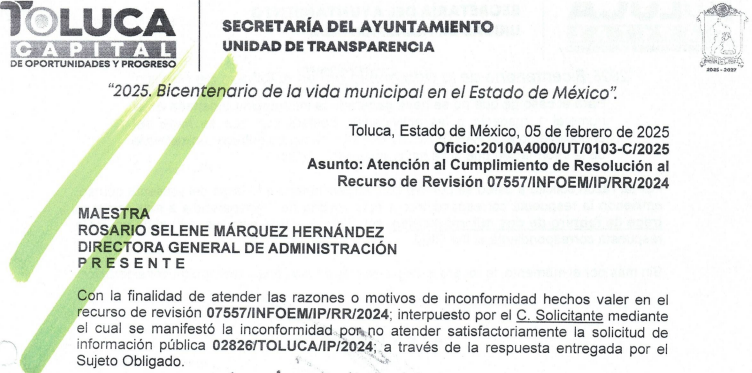 TOLUCA
CAPITAL
DE OPORTUNIDADES Y PROGRESO
SECRETARÍA DEL AYUNTAMIENTO
UNIDAD DE TRANSPARENCIA
2025 - 2027
"2025. Bicentenario de la vida municipal en el Estado de México".
Toluca, Estado de México, 05 de febrero de 2025
Oficio:2010A4000/UT/0103-C/2025
Asunto: Atención al Cumplimiento de Resolución al
Recurso de Revisión 07557/INFOEM/IP/RR/2024
MAESTRA
ROSARIO SELENE MÁRQUEZ HERNÁNDEZ
DIRECTORA GENERAL DE ADMINISTRACIÓN
P R E S E N T E
Con la finalidad de atender las razones o motivos de inconformidad hechos valer en el
recurso de revisión 07557/INFOEM/IP/RR/2024; interpuesto por el C. Solicitante mediante
el cual se manifestó la inconformidad por no atender satisfactoriamente la solicitud de
información pública 02826/TOLUCA/IP/2024; a través de la respuesta entregada por el
Sujeto Obligado.